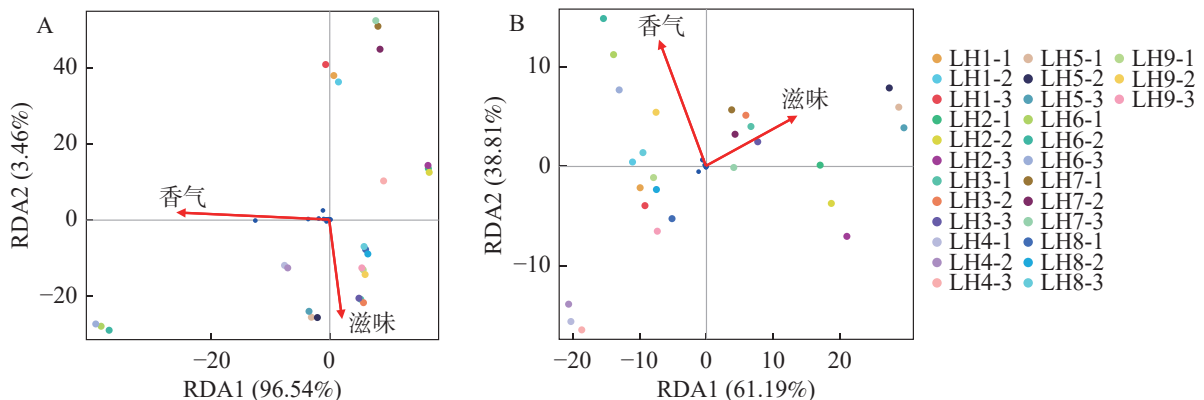 A
香气
滋味
40
20
0
−20
−20
0
RDA2 (3.46%)
RDA1 (96.54%)
B
香气
滋味
10
0
−10
−20
−10
0
10
20
RDA2 (38.81%)
RDA1 (61.19%)
LH1-1
LH1-2
LH1-3
LH2-1
LH2-2
LH2-3
LH3-1
LH3-2
LH3-3
LH4-1
LH4-2
LH4-3
LH5-1
LH5-2
LH5-3
LH6-1
LH6-2
LH6-3
LH7-1
LH7-2
LH7-3
LH8-1
LH8-2
LH8-3
LH9-1
LH9-2
LH9-3